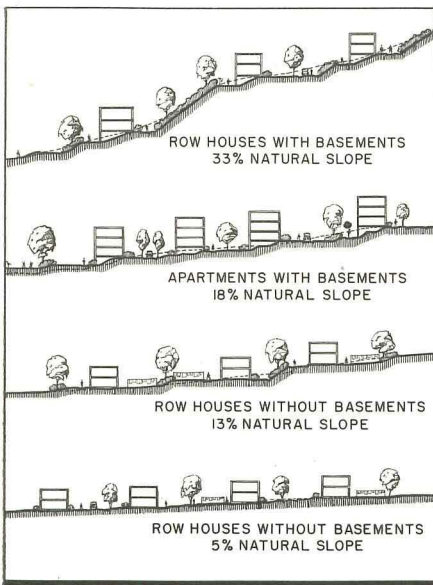 ROW HOUSES WITH BASEMENTS
33% NATURAL SLOPE
APARTMENTS WITH BASEMENTS
18% NATURAL SLOPE
ROW HOUSES WITHOUT BASEMENTS
13% NATURAL SLOPE
ROW HOUSES WITHOUT BASEMENTS
5% NATURAL SLOPE